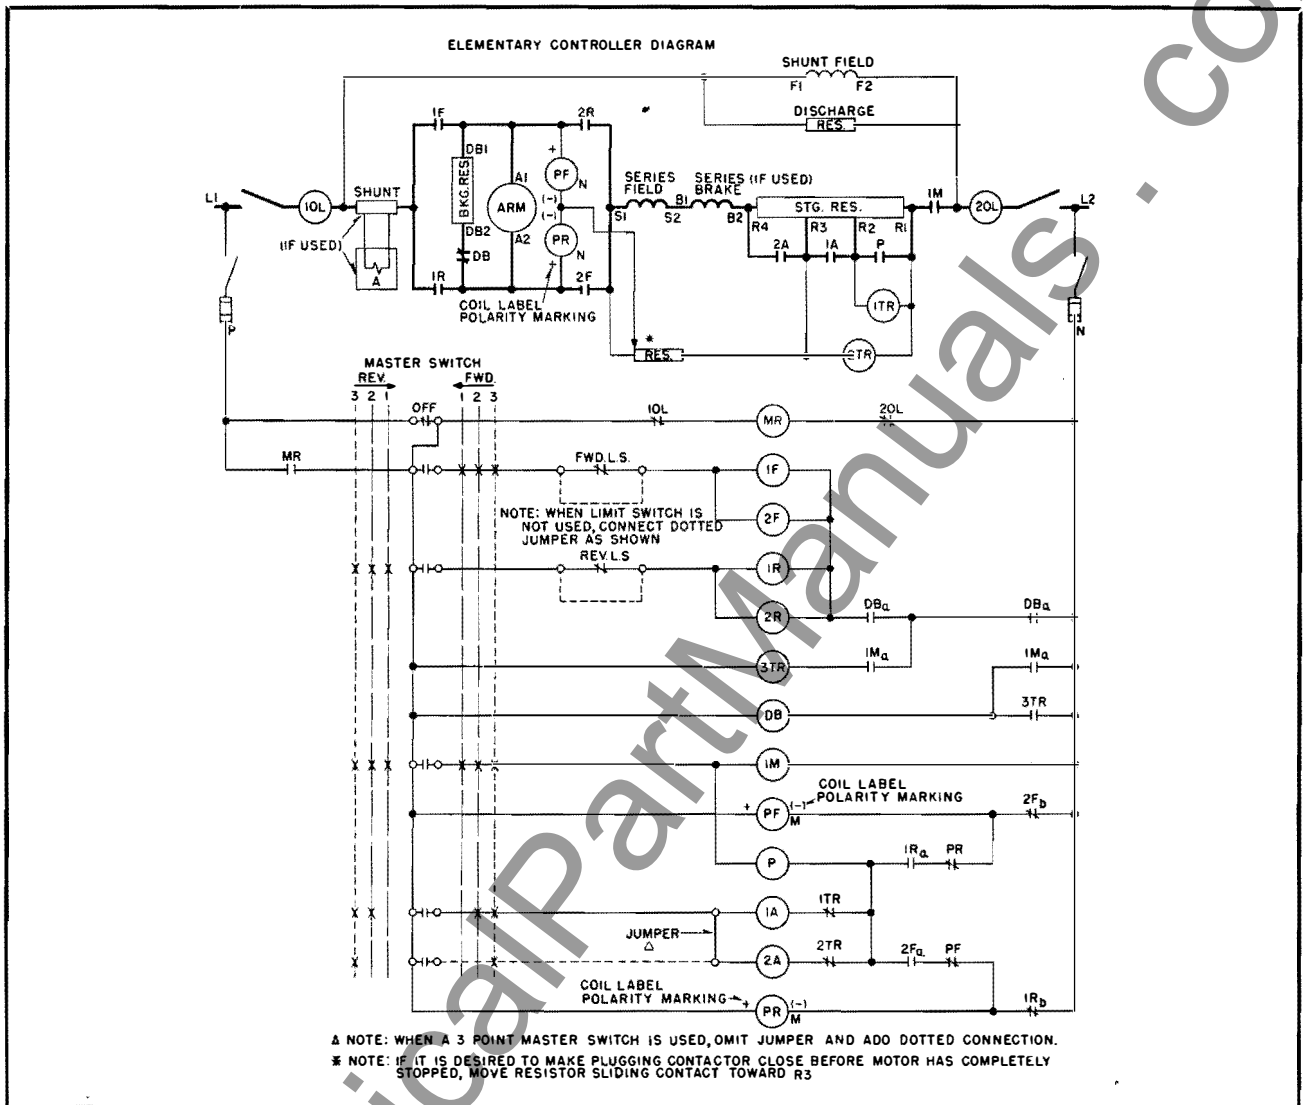 ELEMENTARY CONTROLLER DIAGRAM
SHUNT FIELD
F1 F2
DISCHARGE
RES.
1F
2R
DB1
BKG.RES.
DB2
DB
A1
ARM
A2
+
PF
N
(-)
(-)
PR
N
+
L1
10L
SHUNT
(IF USED)
A
1R
2F
COIL LABEL
POLARITY MARKING
SERIES
FIELD
S1 S2
SERIES (IF USED)
BRAKE
B1 B2
STG. RES.
R4 R3 R2 R1
2A 1A P
1M
20L
L2
1TR
2TR
*
RES.
P
N
MASTER SWITCH
REV. FWD.
3 2 1 1 2 3
OFF
10L
MR
20L
MR
FWD.L.S.
1F
NOTE: WHEN LIMIT SWITCH IS
NOT USED, CONNECT DOTTED
JUMPER AS SHOWN
2F
REV.L.S
1R
2R
DBa
DBa
3TR
1Ma
1Ma
DB
3TR
1M
COIL LABEL
POLARITY MARKING
+ PF (-) M
2Fb
P
1Ra PR
1A
1TR
JUMPER
Δ
2A
2TR
2Fa PF
COIL LABEL
POLARITY MARKING
+ PR (-) M
1Rb
Δ NOTE: WHEN A 3 POINT MASTER SWITCH IS USED, OMIT JUMPER AND ADD DOTTED CONNECTION.
* NOTE: IF IT IS DESIRED TO MAKE PLUGGING CONTACTOR CLOSE BEFORE MOTOR HAS COMPLETELY
STOPPED, MOVE RESISTOR SLIDING CONTACT TOWARD R3
icalPartManuals.co